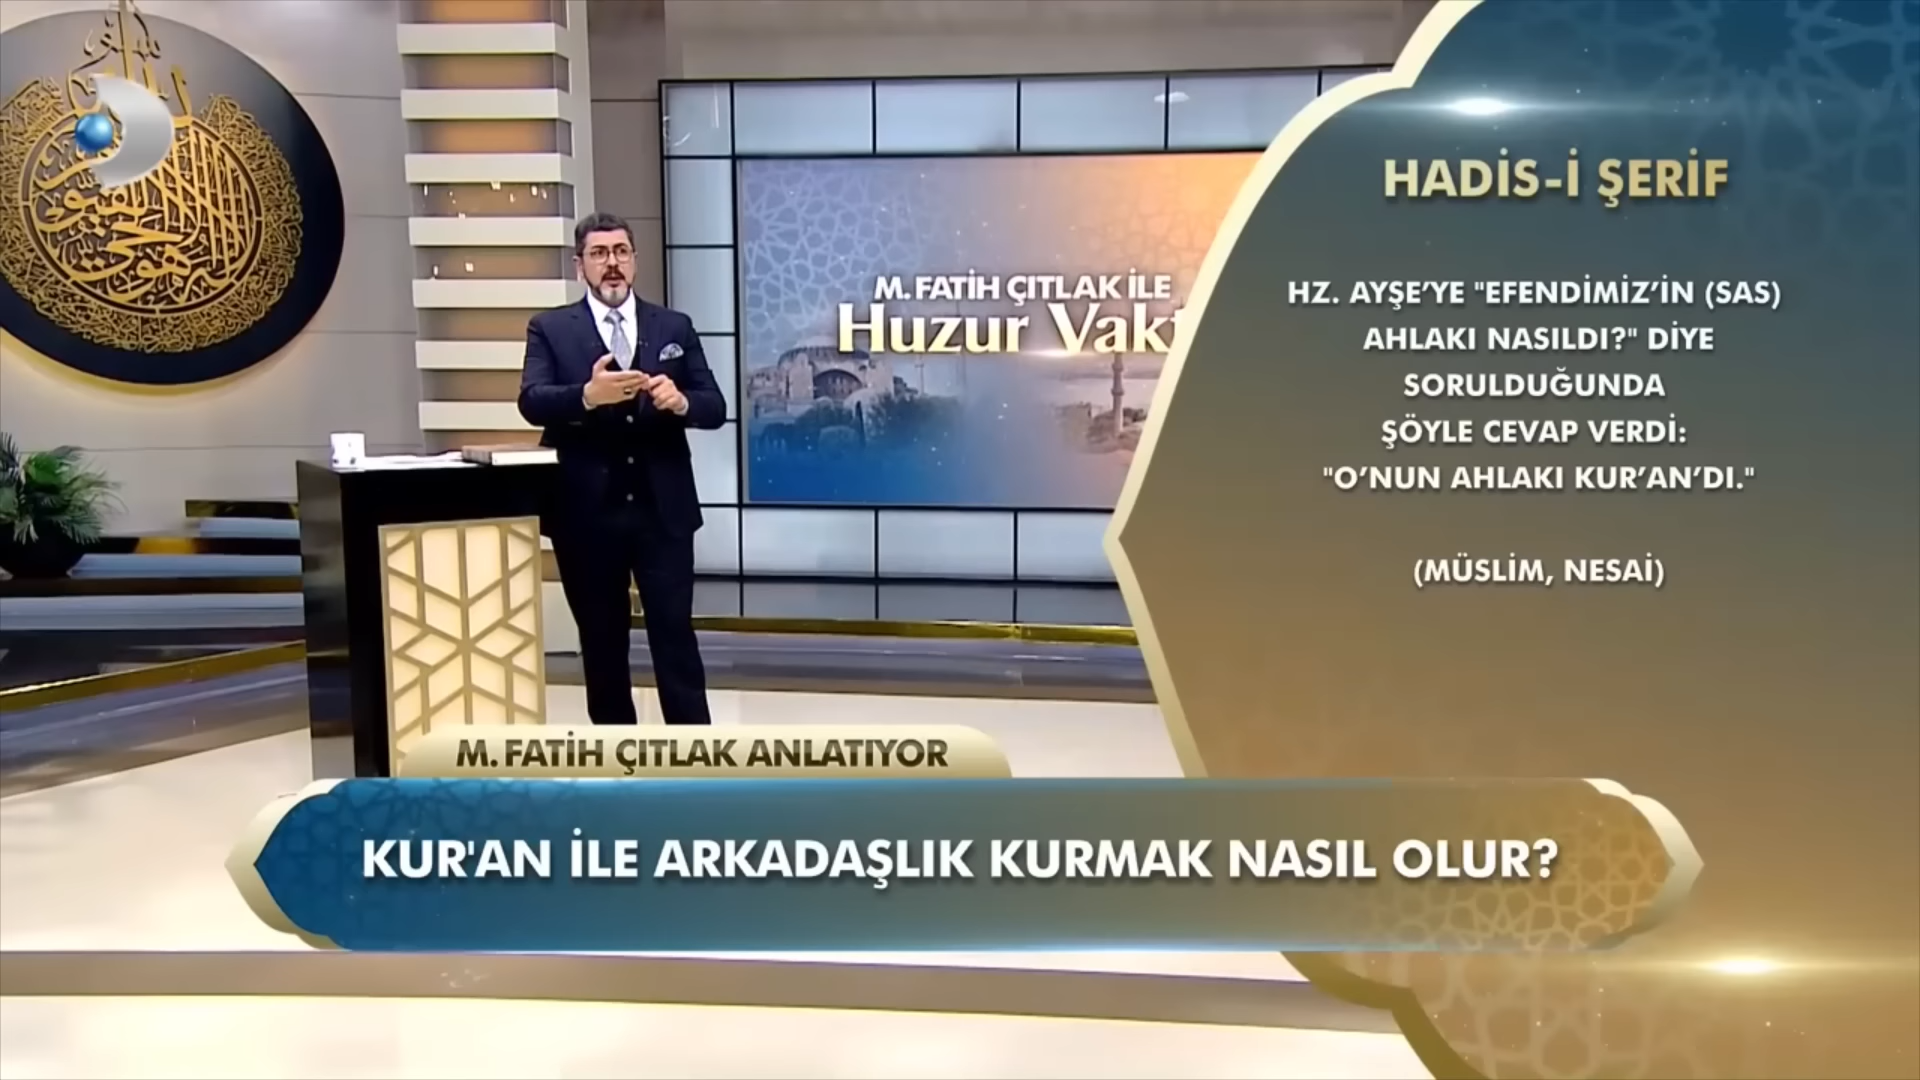 M. FATİH ÇITLAK İLE
Huzur
HADİS-İ ŞERİF
HZ. AYŞE’YE "EFENDİMİZ’İN (SAS)
AHLAKI NASILDI?" DİYE
SORULDUĞUNDA
ŞÖYLE CEVAP VERDİ:
"O’NUN AHLAKI KUR’AN’DI."
(MÜSLİM, NESAİ)
M. FATİH ÇITLAK ANLATIYOR
KUR'AN İLE ARKADAŞLIK KURMAK NASIL OLUR?